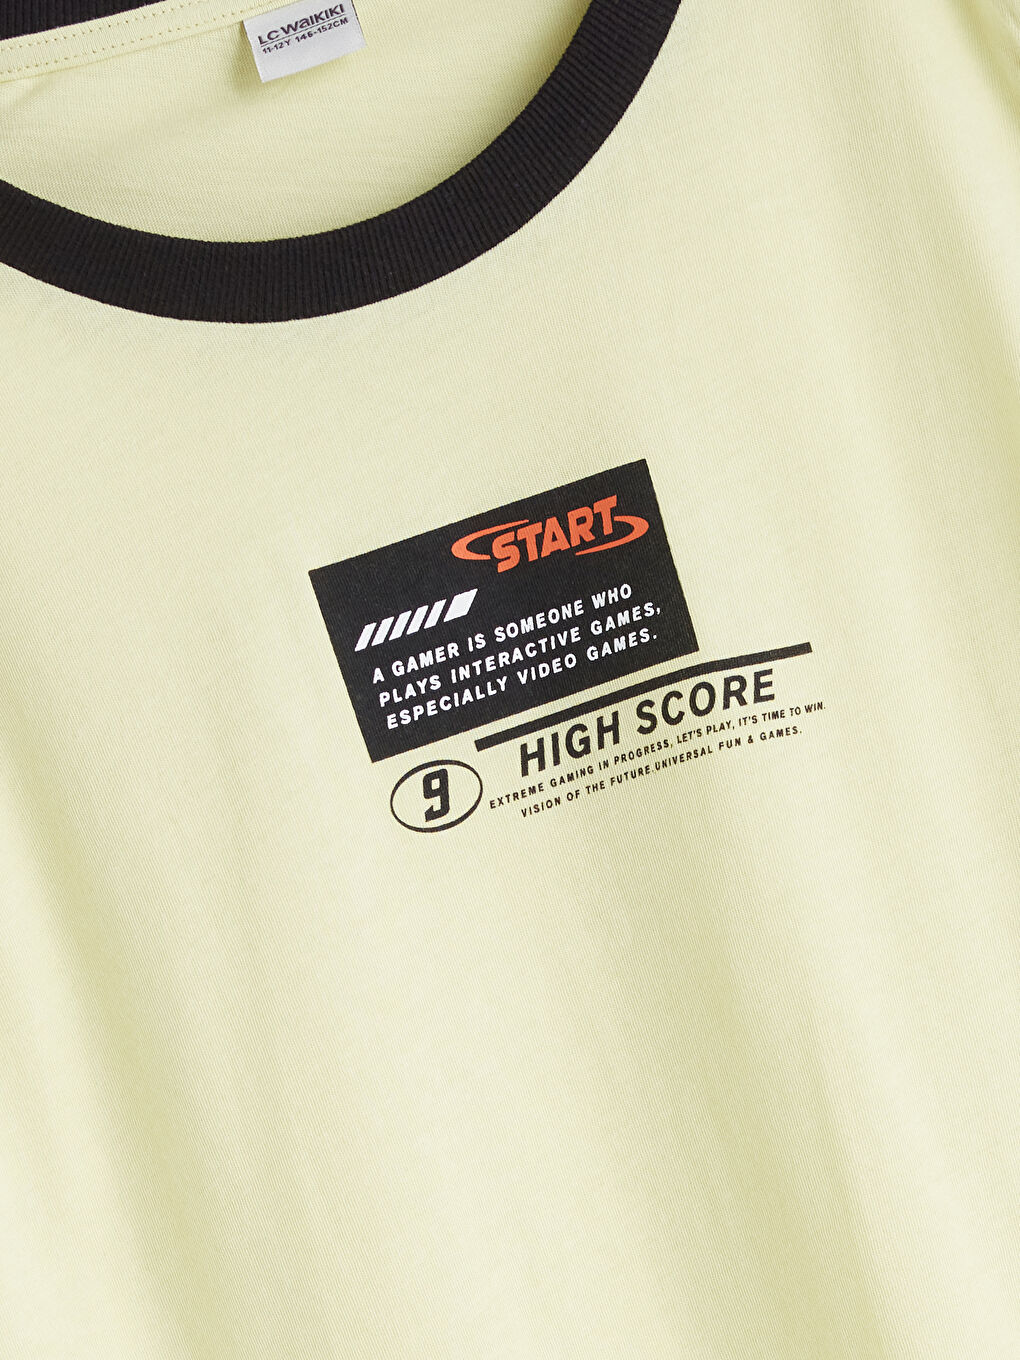 LC WAIKIKI
11-12Y 146-152CM
START
A GAMER IS SOMEONE WHO
PLAYS INTERACTIVE GAMES,
ESPECIALLY VIDEO GAMES.
HIGH SCORE
9
EXTREME GAMING IN PROGRESS, LET'S PLAY, IT'S TIME TO WIN.
VISION OF THE FUTURE.UNIVERSAL FUN & GAMES.